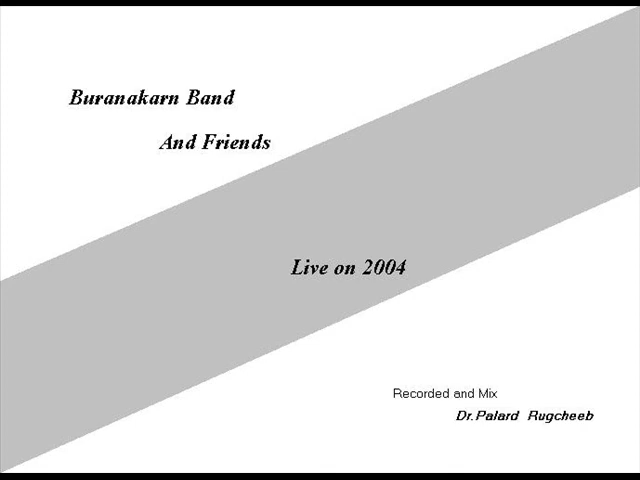 Buranakarn Band
And Friends
Live on 2004
Recorded and Mix
Dr.Palard Rugcheeb